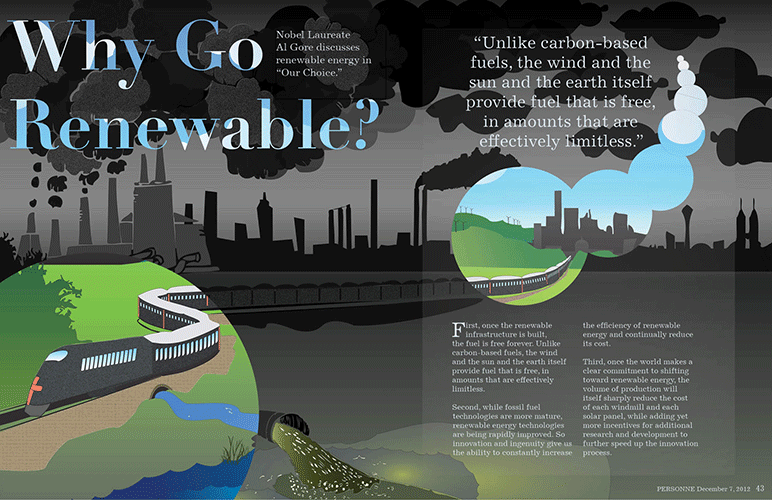 Why Go
Renewable?
Nobel Laureate
Al Gore discusses
renewable energy in
“Our Choice.”
“Unlike carbon-based
fuels, the wind and the
sun and the earth itself
provide fuel that is free,
in amounts that are
effectively limitless.”
First, once the renewable
infrastructure is built,
the fuel is free forever. Unlike
carbon-based fuels, the wind
and the sun and the earth itself
provide fuel that is free, in
amounts that are effectively
limitless.
Second, while fossil fuel
technologies are more mature,
renewable energy technologies
are being rapidly improved. So
innovation and ingenuity give us
the ability to constantly increase
the efficiency of renewable
energy and continually reduce
its cost.
Third, once the world makes a
clear commitment to shifting
toward renewable energy, the
volume of production will
itself sharply reduce the cost
of each windmill and each
solar panel, while adding yet
more incentives for additional
research and development to
further speed up the innovation
process.
PERSONNE December 7, 2012 43